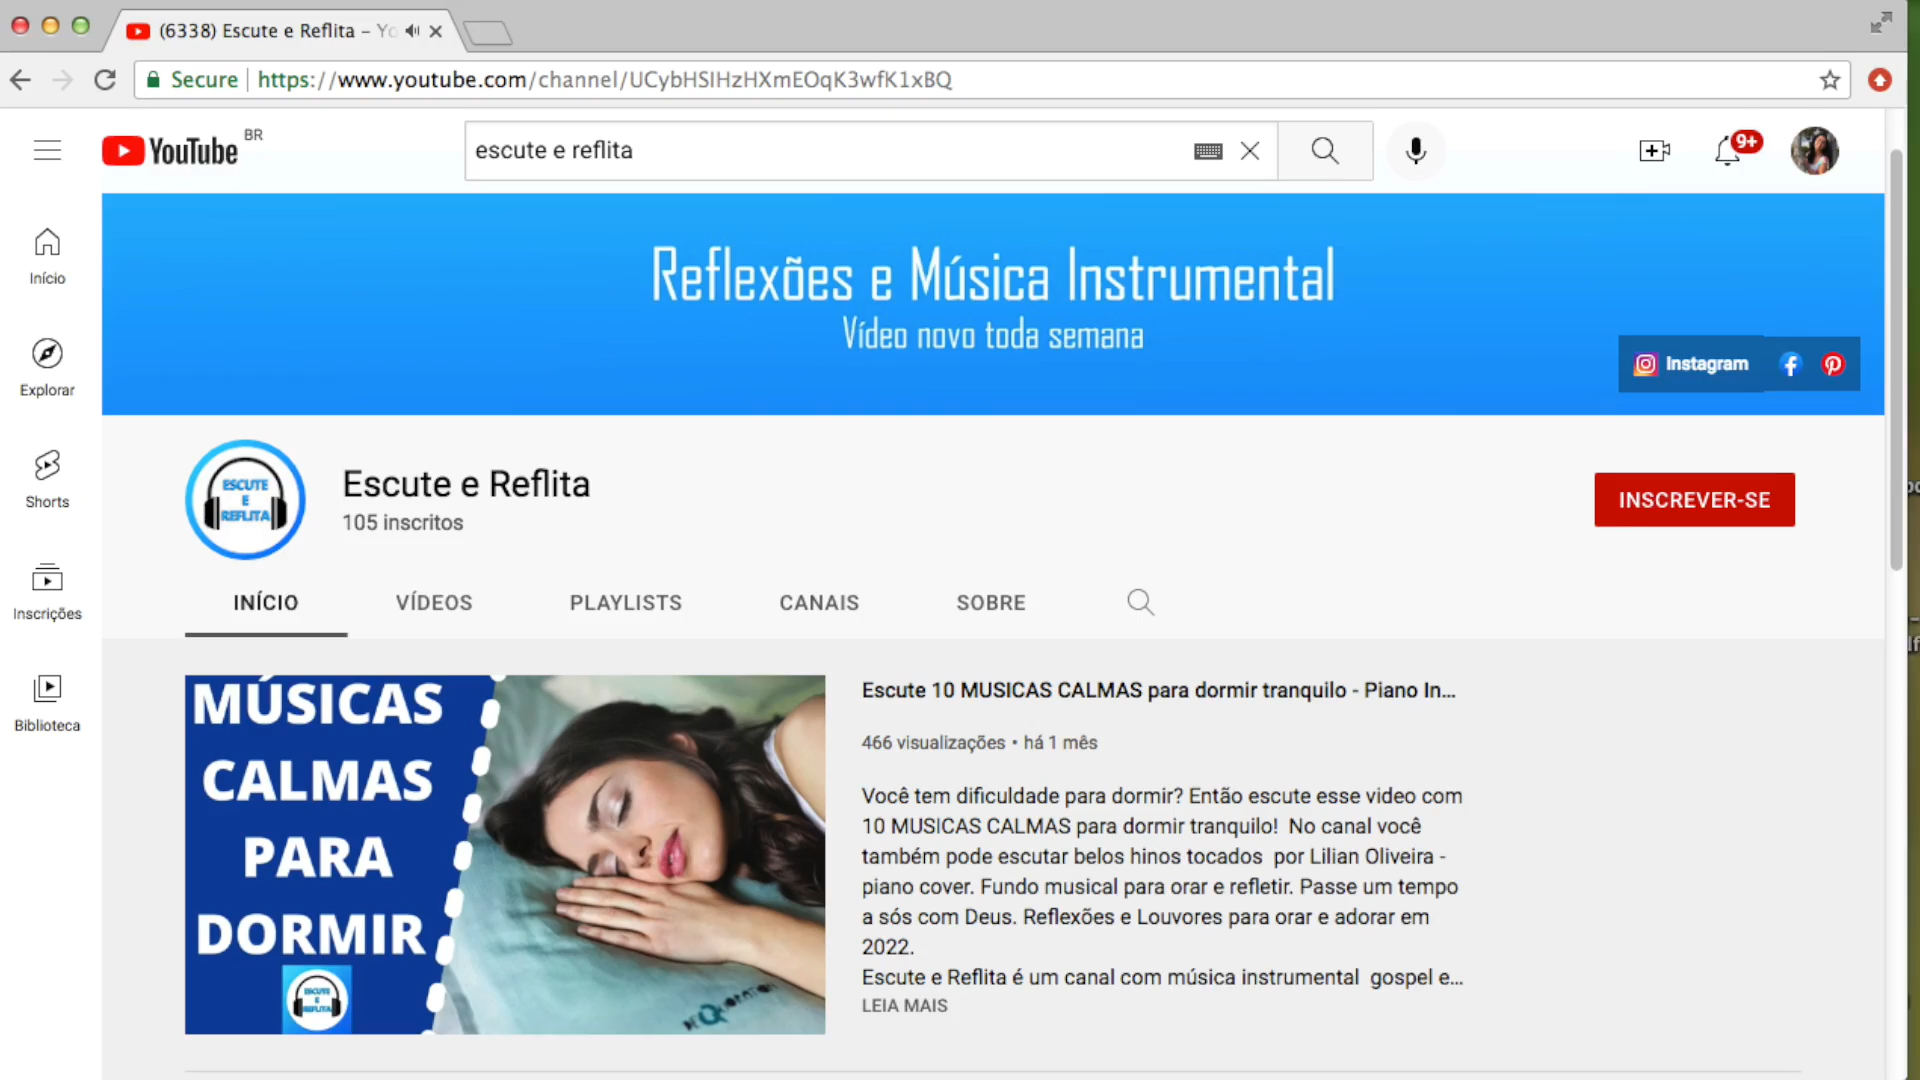 (6338) Escute e Reflita – Yo
Secure https://www.youtube.com/channel/UCybHSIHzHXmEOqK3wfK1xBQ
YouTube BR
escute e reflita
9+
Início
Explorar
Shorts
Inscrições
Biblioteca
Reflexões e Música Instrumental
Vídeo novo toda semana
Instagram
ESCUTE
E
REFLITA
Escute e Reflita
105 inscritos
INSCREVER-SE
INÍCIO VÍDEOS PLAYLISTS CANAIS SOBRE
MÚSICAS
CALMAS
PARA
DORMIR
ESCUTE
E
REFLITA
Escute 10 MUSICAS CALMAS para dormir tranquilo - Piano In...
466 visualizações • há 1 mês
Você tem dificuldade para dormir? Então escute esse video com
10 MUSICAS CALMAS para dormir tranquilo! No canal você
também pode escutar belos hinos tocados por Lilian Oliveira -
piano cover. Fundo musical para orar e refletir. Passe um tempo
a sós com Deus. Reflexões e Louvores para orar e adorar em
2022.
Escute e Reflita é um canal com música instrumental gospel e...
LEIA MAIS